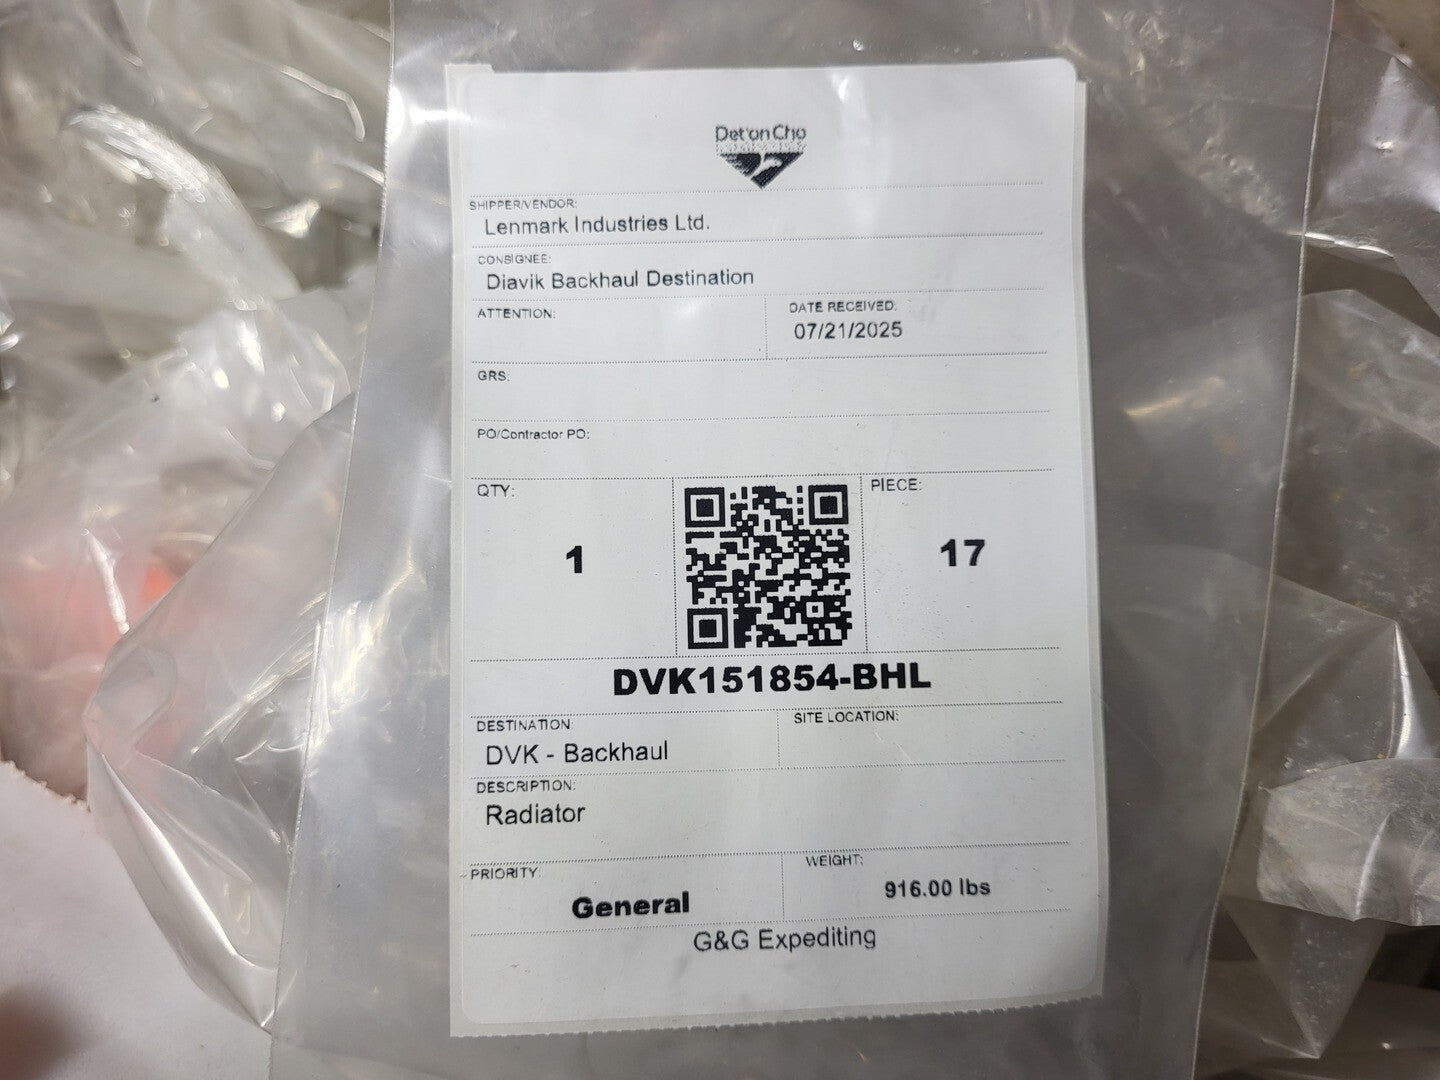 Det'on Cho
SHIPPER/VENDOR:
Lenmark Industries Ltd.
CONSIGNEE:
Diavik Backhaul Destination
ATTENTION:
DATE RECEIVED:
07/21/2025
GRS:
PO/Contractor PO:
QTY:
1
PIECE:
17
DVK151854-BHL
DESTINATION:
DVK - Backhaul
SITE LOCATION:
DESCRIPTION:
Radiator
PRIORITY:
General
WEIGHT:
916.00 lbs
G&G Expediting